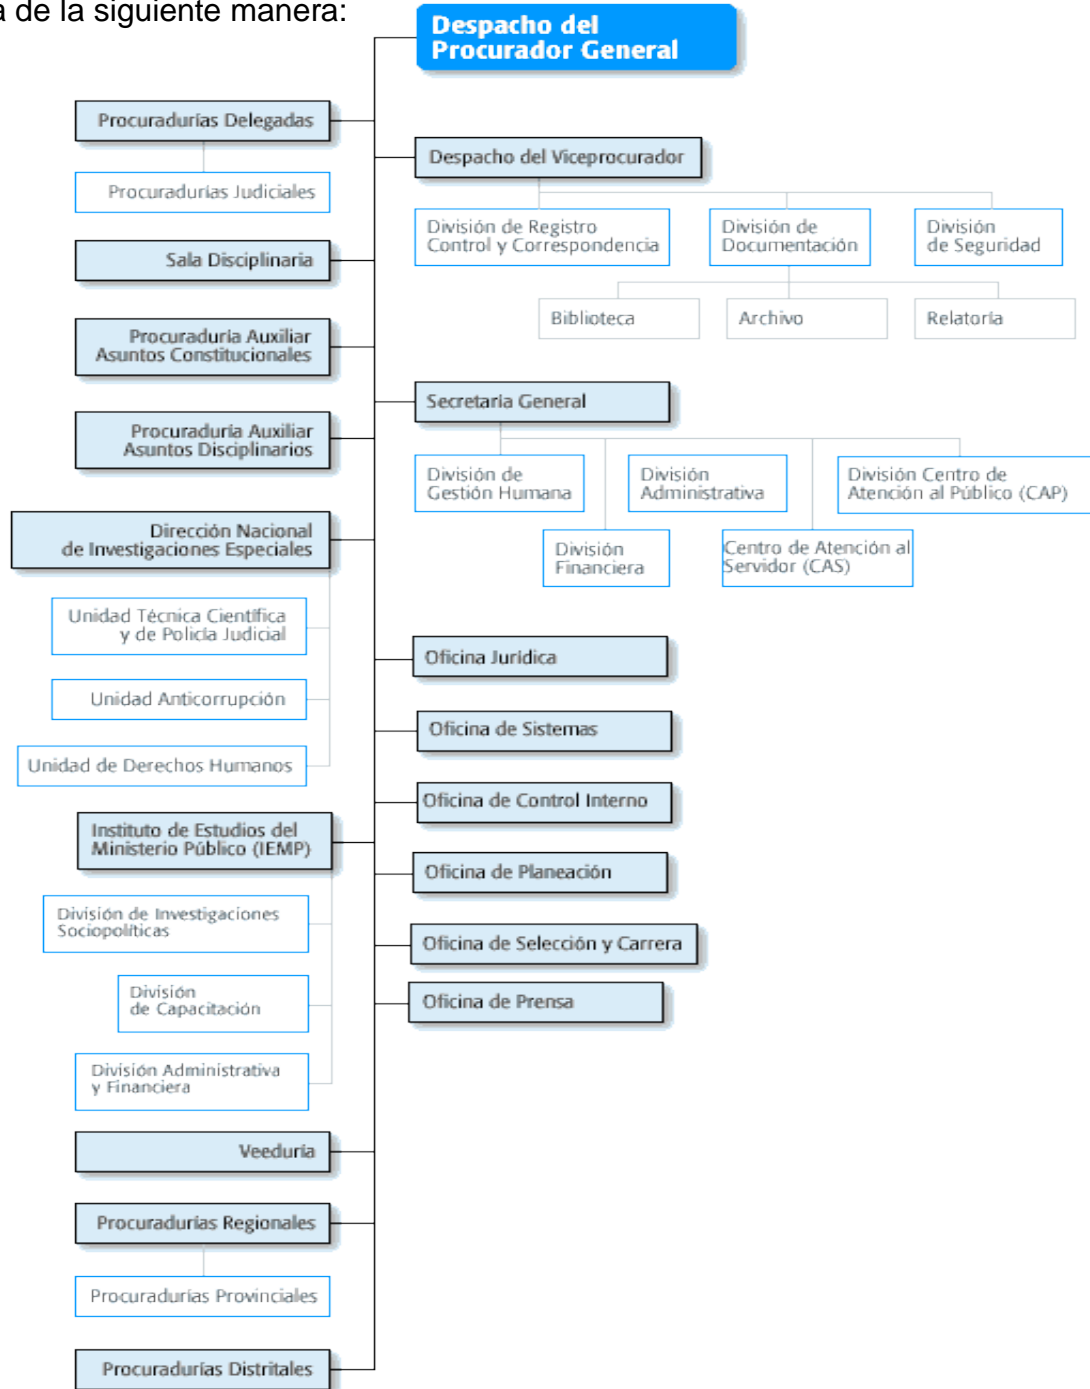 a de la siguiente manera:
Despacho del
Procurador General
Procuradurías Delegadas
Procuradurías Judiciales
Sala Disciplinaria
Procuraduría Auxiliar
Asuntos Constitucionales
Procuraduría Auxiliar
Asuntos Disciplinarios
Dirección Nacional
de Investigaciones Especiales
Unidad Técnica Científica
y de Policía Judicial
Unidad Anticorrupción
Unidad de Derechos Humanos
Instituto de Estudios del
Ministerio Público (IEMP)
División de Investigaciones
Sociopolíticas
División
de Capacitación
División Administrativa
y Financiera
Veeduría
Procuradurías Regionales
Procuradurías Provinciales
Procuradurías Distritales
Despacho del Viceprocurador
División de Registro
Control y Correspondencia
División de
Documentación
División
de Seguridad
Biblioteca
Archivo
Relatoría
Secretaría General
División de
Gestión Humana
División
Administrativa
División Centro de
Atención al Público (CAP)
División
Financiera
Centro de Atención al
Servidor (CAS)
Oficina Jurídica
Oficina de Sistemas
Oficina de Control Interno
Oficina de Planeación
Oficina de Selección y Carrera
Oficina de Prensa